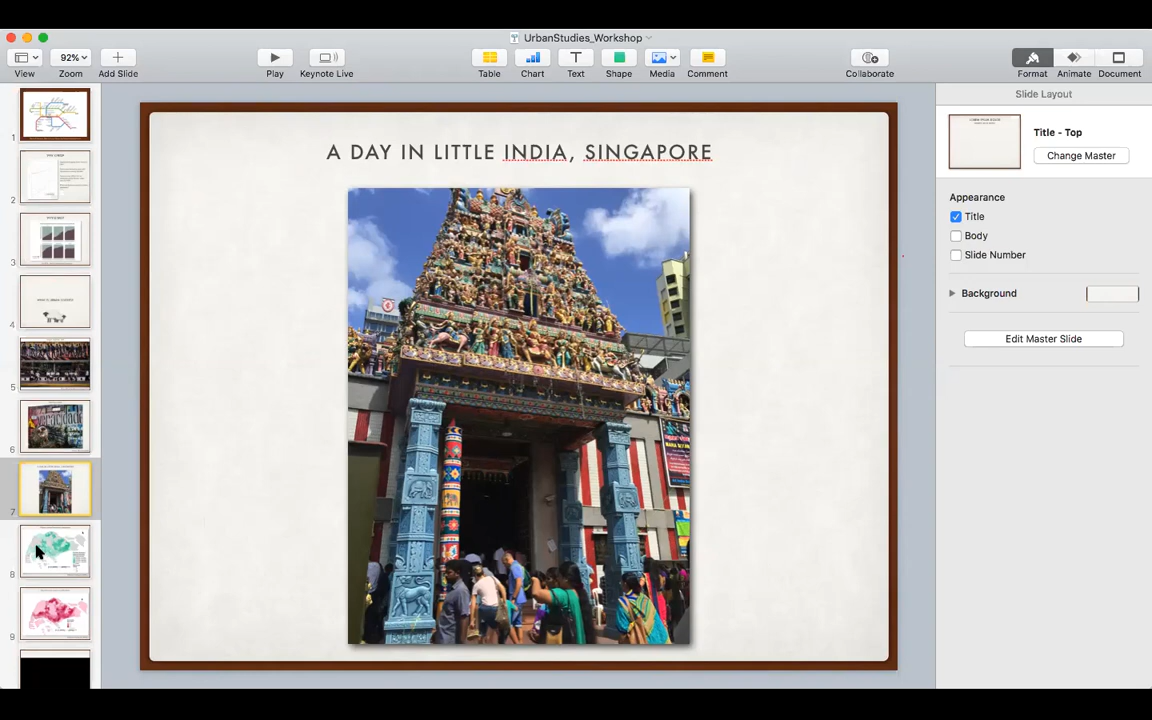 UrbanStudies_Workshop
92%
View
Zoom
Add Slide
Play
Keynote Live
Table
Chart
Text
Shape
Media
Comment
Collaborate
Format
Animate
Document
1
2
3
4
5
6
7
8
9
A DAY IN LITTLE INDIA, SINGAPORE
Slide Layout
Title - Top
Change Master
Appearance
Title
Body
Slide Number
Background
Edit Master Slide